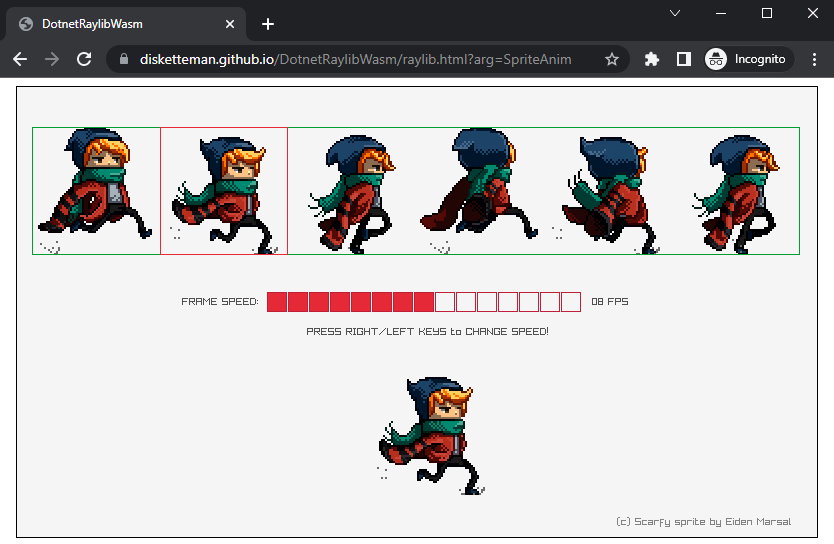 DotnetRaylibWasm
disketteman.github.io/DotnetRaylibWasm/raylib.html?arg=SpriteAnim
Incognito
FRAME SPEED:
08 FPS
PRESS RIGHT/LEFT KEYS to CHANGE SPEED!
(c) Scarfy sprite by Eiden Marsal